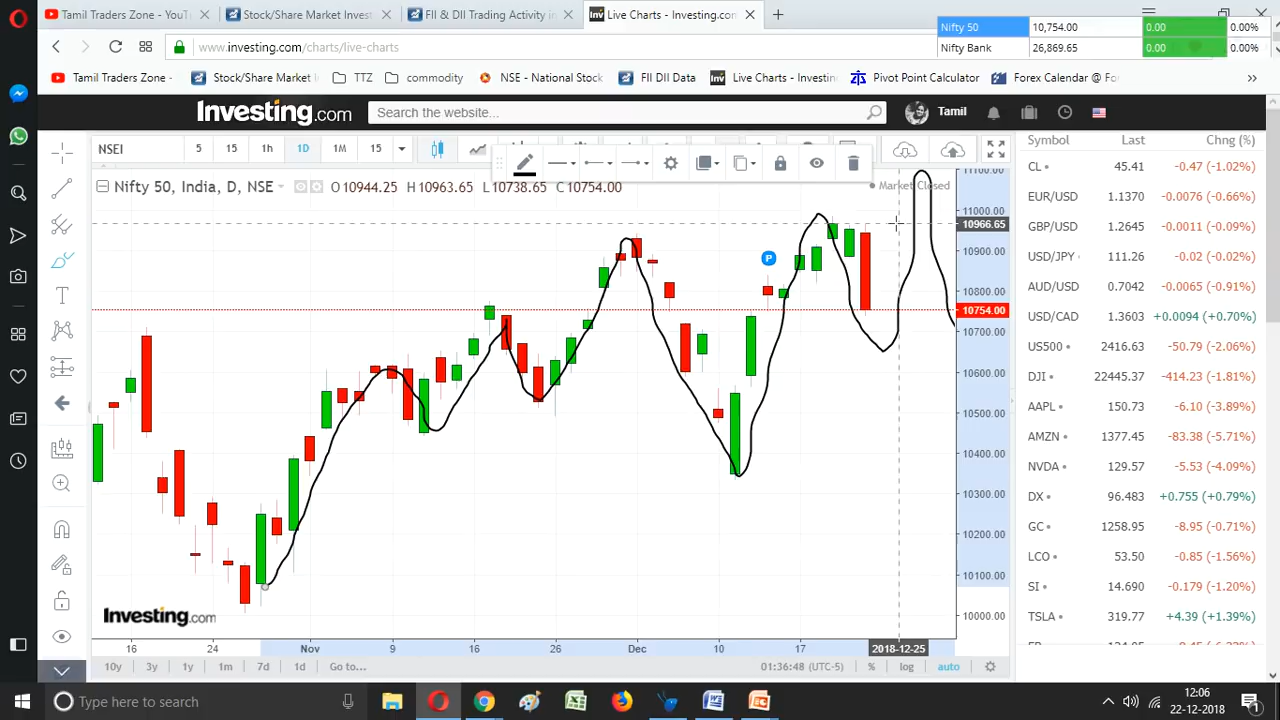 Tamil Traders Zone - YouT
Stock/Share Market Invest
FII & DII Trading Activity in
Live Charts - Investing.com
Nifty 50 10,754.00 0.00 0.00%
Nifty Bank 26,869.65 0.00 0.00%
www.investing.com/charts/live-charts
Tamil Traders Zone -
Stock/Share Market I
TTZ
commodity
NSE - National Stock
FII DII Data
Live Charts - Investin
Pivot Point Calculator
Forex Calendar @ Fo
Investing.com
Search the website...
Tamil
NSEI 5 15 1h 1D 1M 15
Nifty 50, India, D, NSE O10944.25 H10963.65 L10738.65 C10754.00
Market Closed
11100.00
11000.00
10966.65
10900.00
10800.00
10754.00
10700.00
10600.00
10500.00
10400.00
10300.00
10200.00
10100.00
10000.00
P
Investing.com
16 24 Nov 9 16 26 Dec 10 17 2018-12-25
10y 3y 1y 1m 7d 1d Go to... 01:36:48 (UTC-5) % log auto
Symbol Last Chng (%)
CL 45.41 -0.47 (-1.02%)
EUR/USD 1.1370 -0.0076 (-0.66%)
GBP/USD 1.2645 -0.0011 (-0.09%)
USD/JPY 111.26 -0.02 (-0.02%)
AUD/USD 0.7042 -0.0065 (-0.91%)
USD/CAD 1.3603 +0.0094 (+0.70%)
US500 2416.63 -50.79 (-2.06%)
DJI 22445.37 -414.23 (-1.81%)
AAPL 150.73 -6.10 (-3.89%)
AMZN 1377.45 -83.38 (-5.71%)
NVDA 129.57 -5.53 (-4.09%)
DX 96.483 +0.755 (+0.79%)
GC 1258.95 -8.95 (-0.71%)
LCO 53.50 -0.85 (-1.56%)
SI 14.690 -0.179 (-1.20%)
TSLA 319.77 +4.39 (+1.39%)
Type here to search
12:06
22-12-2018